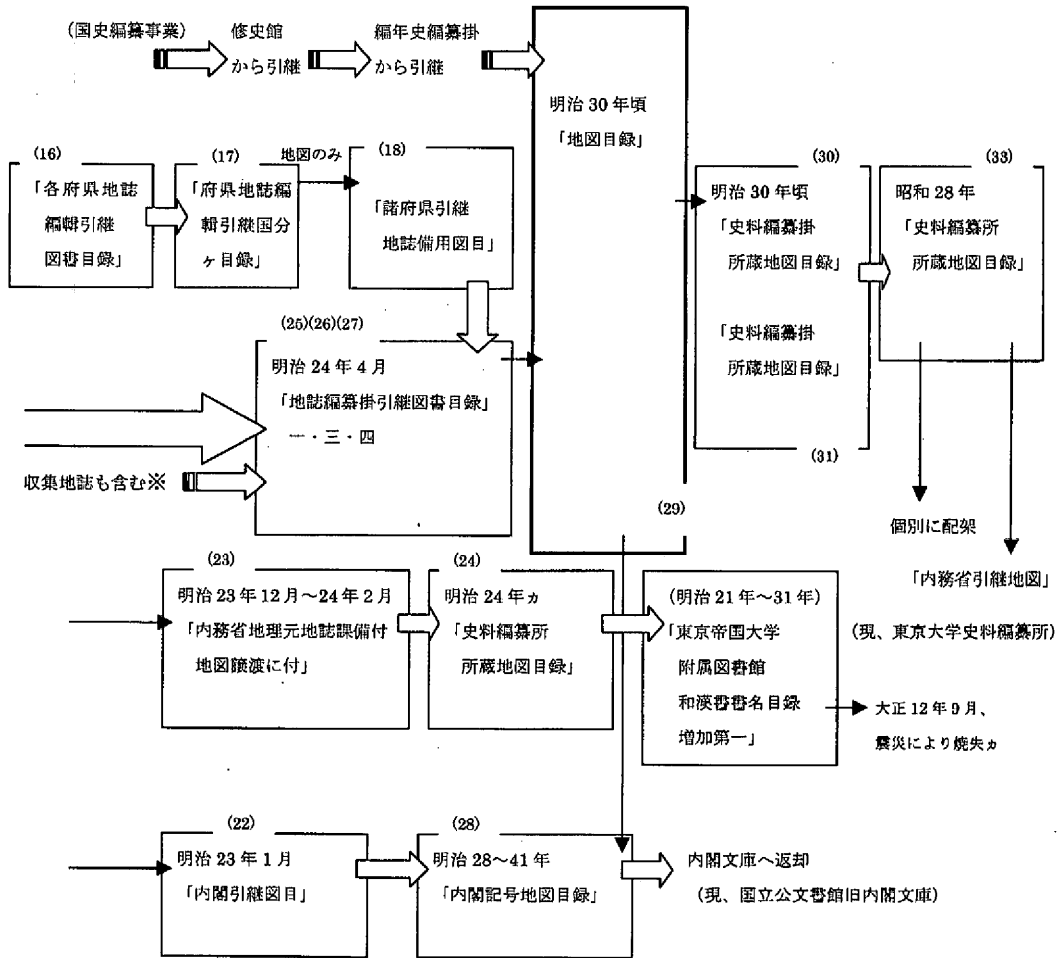 (国史編纂事業)
修史館
から引継
編年史編纂掛
から引継
明治30年頃
「地図目録」
(29)
(16)
「各府県地誌
編輯引継
図書目録」
(17)
「府県地誌編
輯引継国分
ヶ目録」
地図のみ
(18)
「諸府県引継
地誌備用図目」
(30)
明治30年頃
「史料編纂掛
所蔵地図目録」
「史料編纂掛
所蔵地図目録」
(31)
(33)
昭和28年
「史料編纂所
所蔵地図目録」
(25)(26)(27)
明治24年4月
「地誌編纂掛引継図書目録」
一・三・四
収集地誌も含む※
個別に配架
「内務省引継地図」
(現、東京大学史料編纂所)
(23)
明治23年12月～24年2月
「内務省地理元地誌課備付
地図譲渡に付」
(24)
明治24年ヵ
「史料編纂所
所蔵地図目録」
(明治21年～31年)
「東京帝国大学
附属図書館
和漢書書名目録
増加第一」
大正12年9月、
震災により焼失ヵ
(22)
明治23年1月
「内閣引継図目」
(28)
明治28～41年
「内閣記号地図目録」
内閣文庫へ返却
(現、国立公文書館旧内閣文庫)